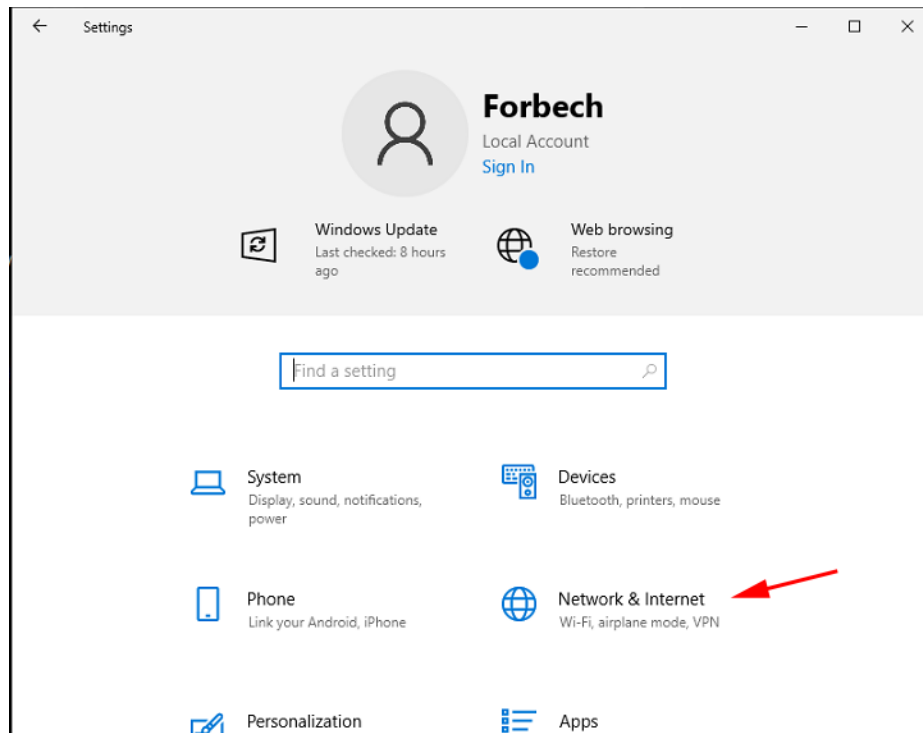 Settings
Forbech
Local Account
Sign In
Windows Update
Last checked: 8 hours
ago
Web browsing
Restore
recommended
Find a setting
System
Display, sound, notifications,
power
Devices
Bluetooth, printers, mouse
Phone
Link your Android, iPhone
Network & Internet
Wi-Fi, airplane mode, VPN
Personalization
Apps